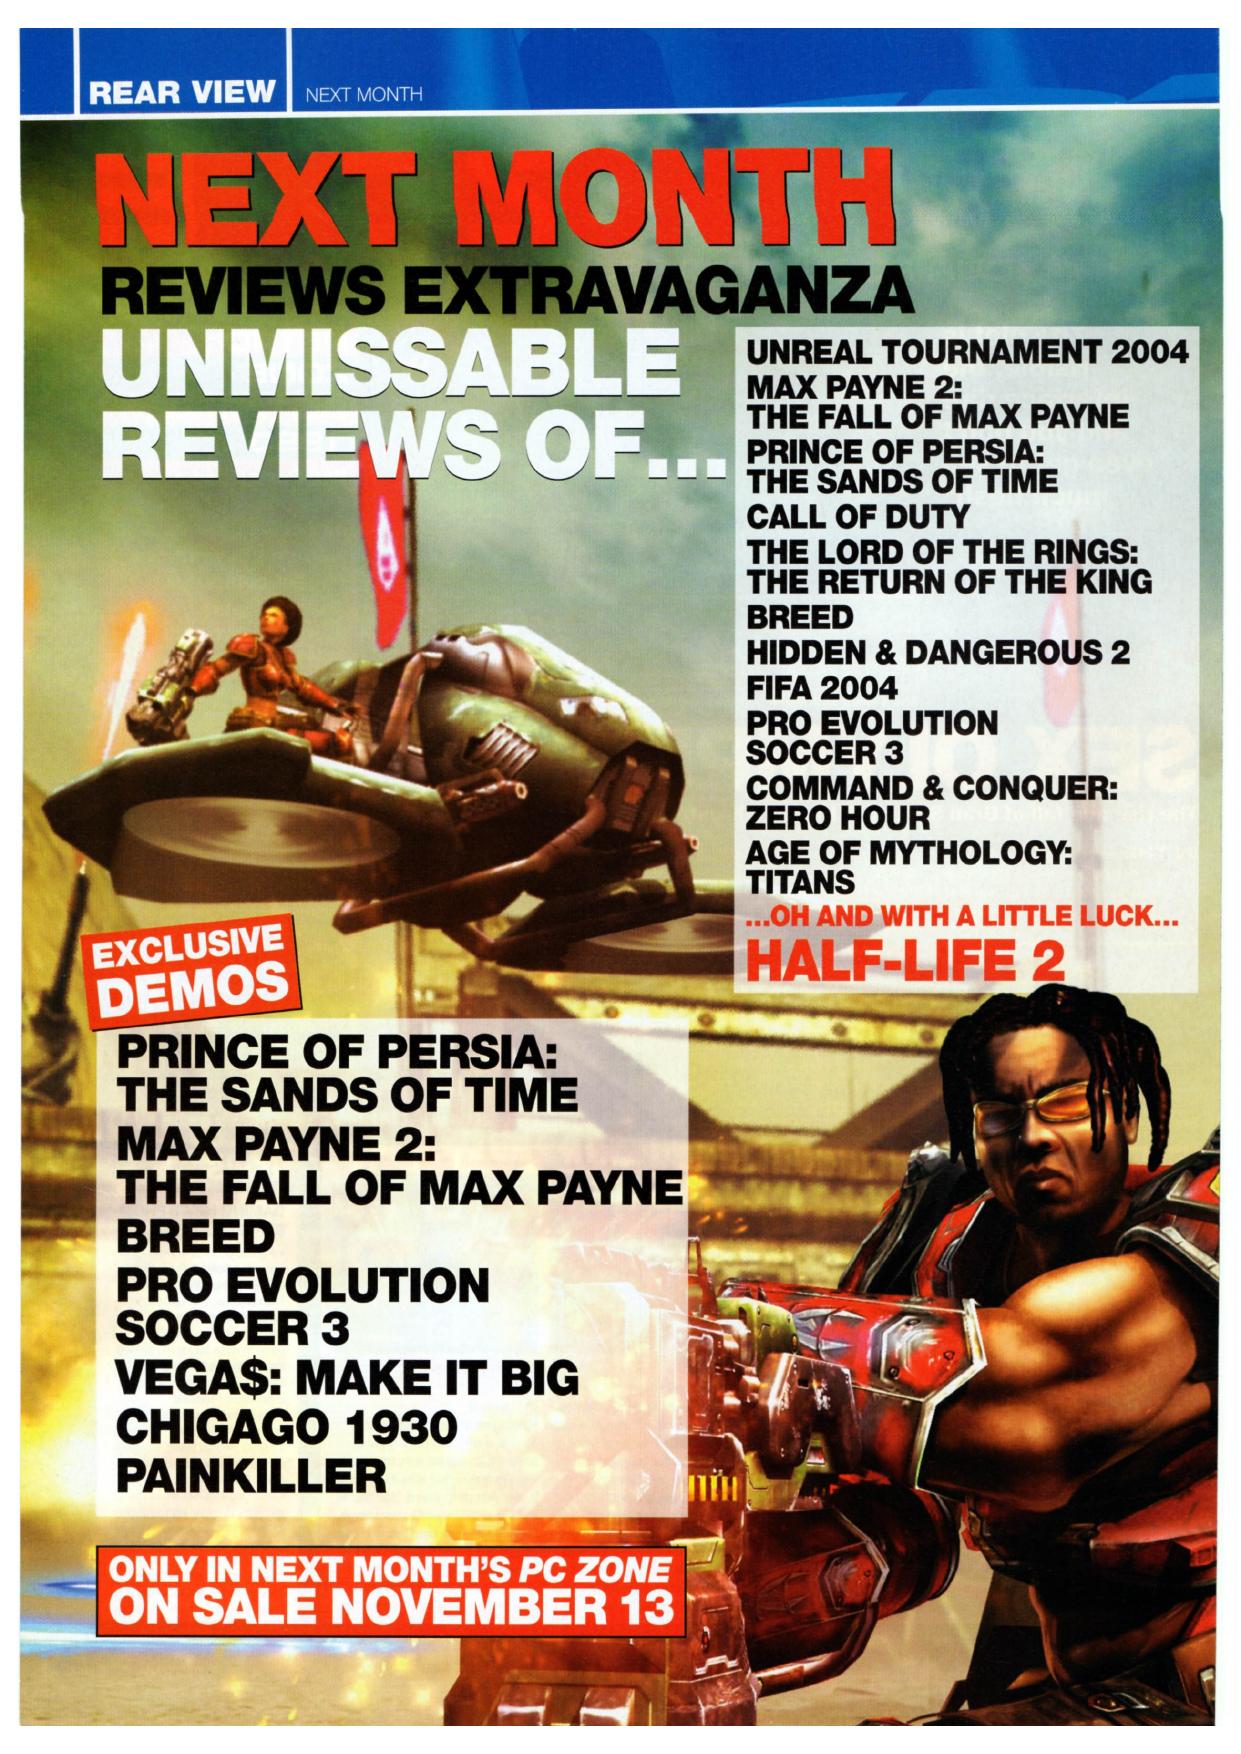 REAR VIEW
NEXT MONTH
NEXT MONTH
REVIEWS EXTRAVAGANZA
UNMISSABLE
REVIEWS OF...
UNREAL TOURNAMENT 2004
MAX PAYNE 2:
THE FALL OF MAX PAYNE
PRINCE OF PERSIA:
THE SANDS OF TIME
CALL OF DUTY
THE LORD OF THE RINGS:
THE RETURN OF THE KING
BREED
HIDDEN & DANGEROUS 2
FIFA 2004
PRO EVOLUTION
SOCCER 3
COMMAND & CONQUER:
ZERO HOUR
AGE OF MYTHOLOGY:
TITANS
...OH AND WITH A LITTLE LUCK...
HALF-LIFE 2
EXCLUSIVE
DEMOS
PRINCE OF PERSIA:
THE SANDS OF TIME
MAX PAYNE 2:
THE FALL OF MAX PAYNE
BREED
PRO EVOLUTION
SOCCER 3
VEGA$: MAKE IT BIG
CHIGAGO 1930
PAINKILLER
ONLY IN NEXT MONTH'S PC ZONE
ON SALE NOVEMBER 13